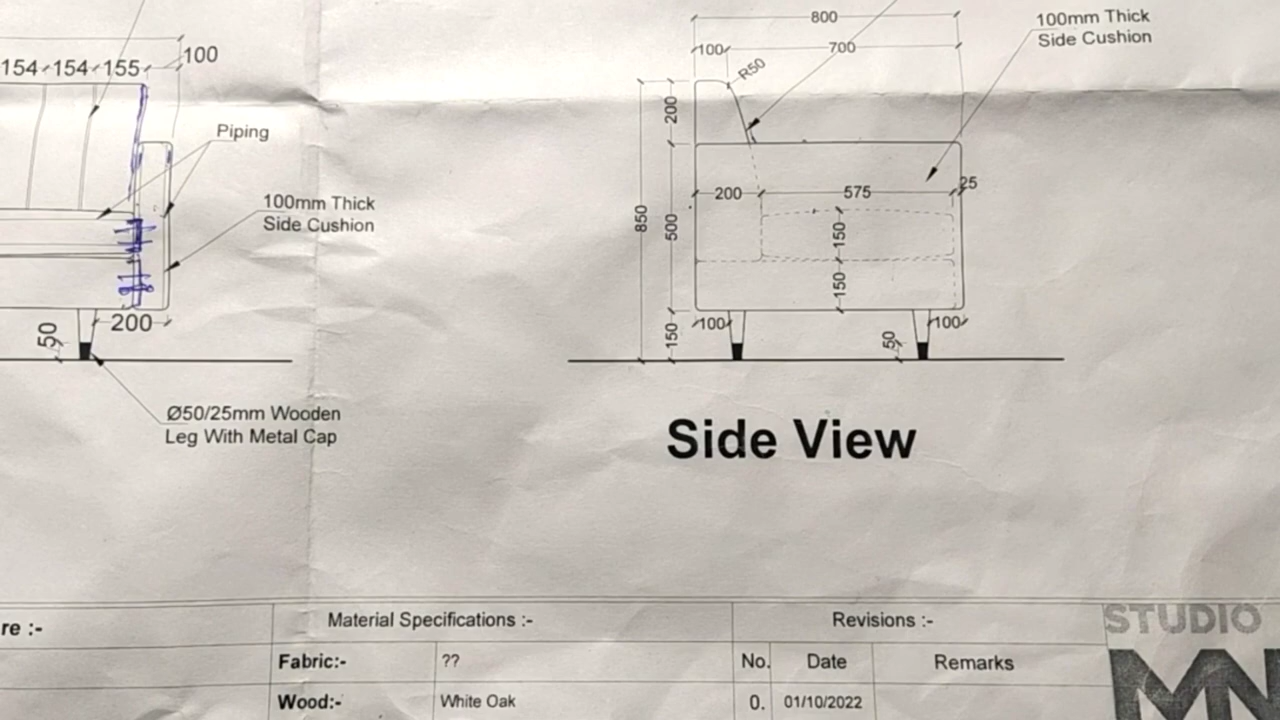 800
100
700
R50
100mm Thick
Side Cushion
154 154 155
100
Piping
100mm Thick
Side Cushion
200
50
Ø50/25mm Wooden
Leg With Metal Cap
200
850
500
150
200
575
25
150
150
100
50
100
Side View
re :-
Material Specifications :-
Revisions :-
Fabric:-
??
No.
Date
Remarks
Wood:-
White Oak
0.
01/10/2022
STUDIO
MN